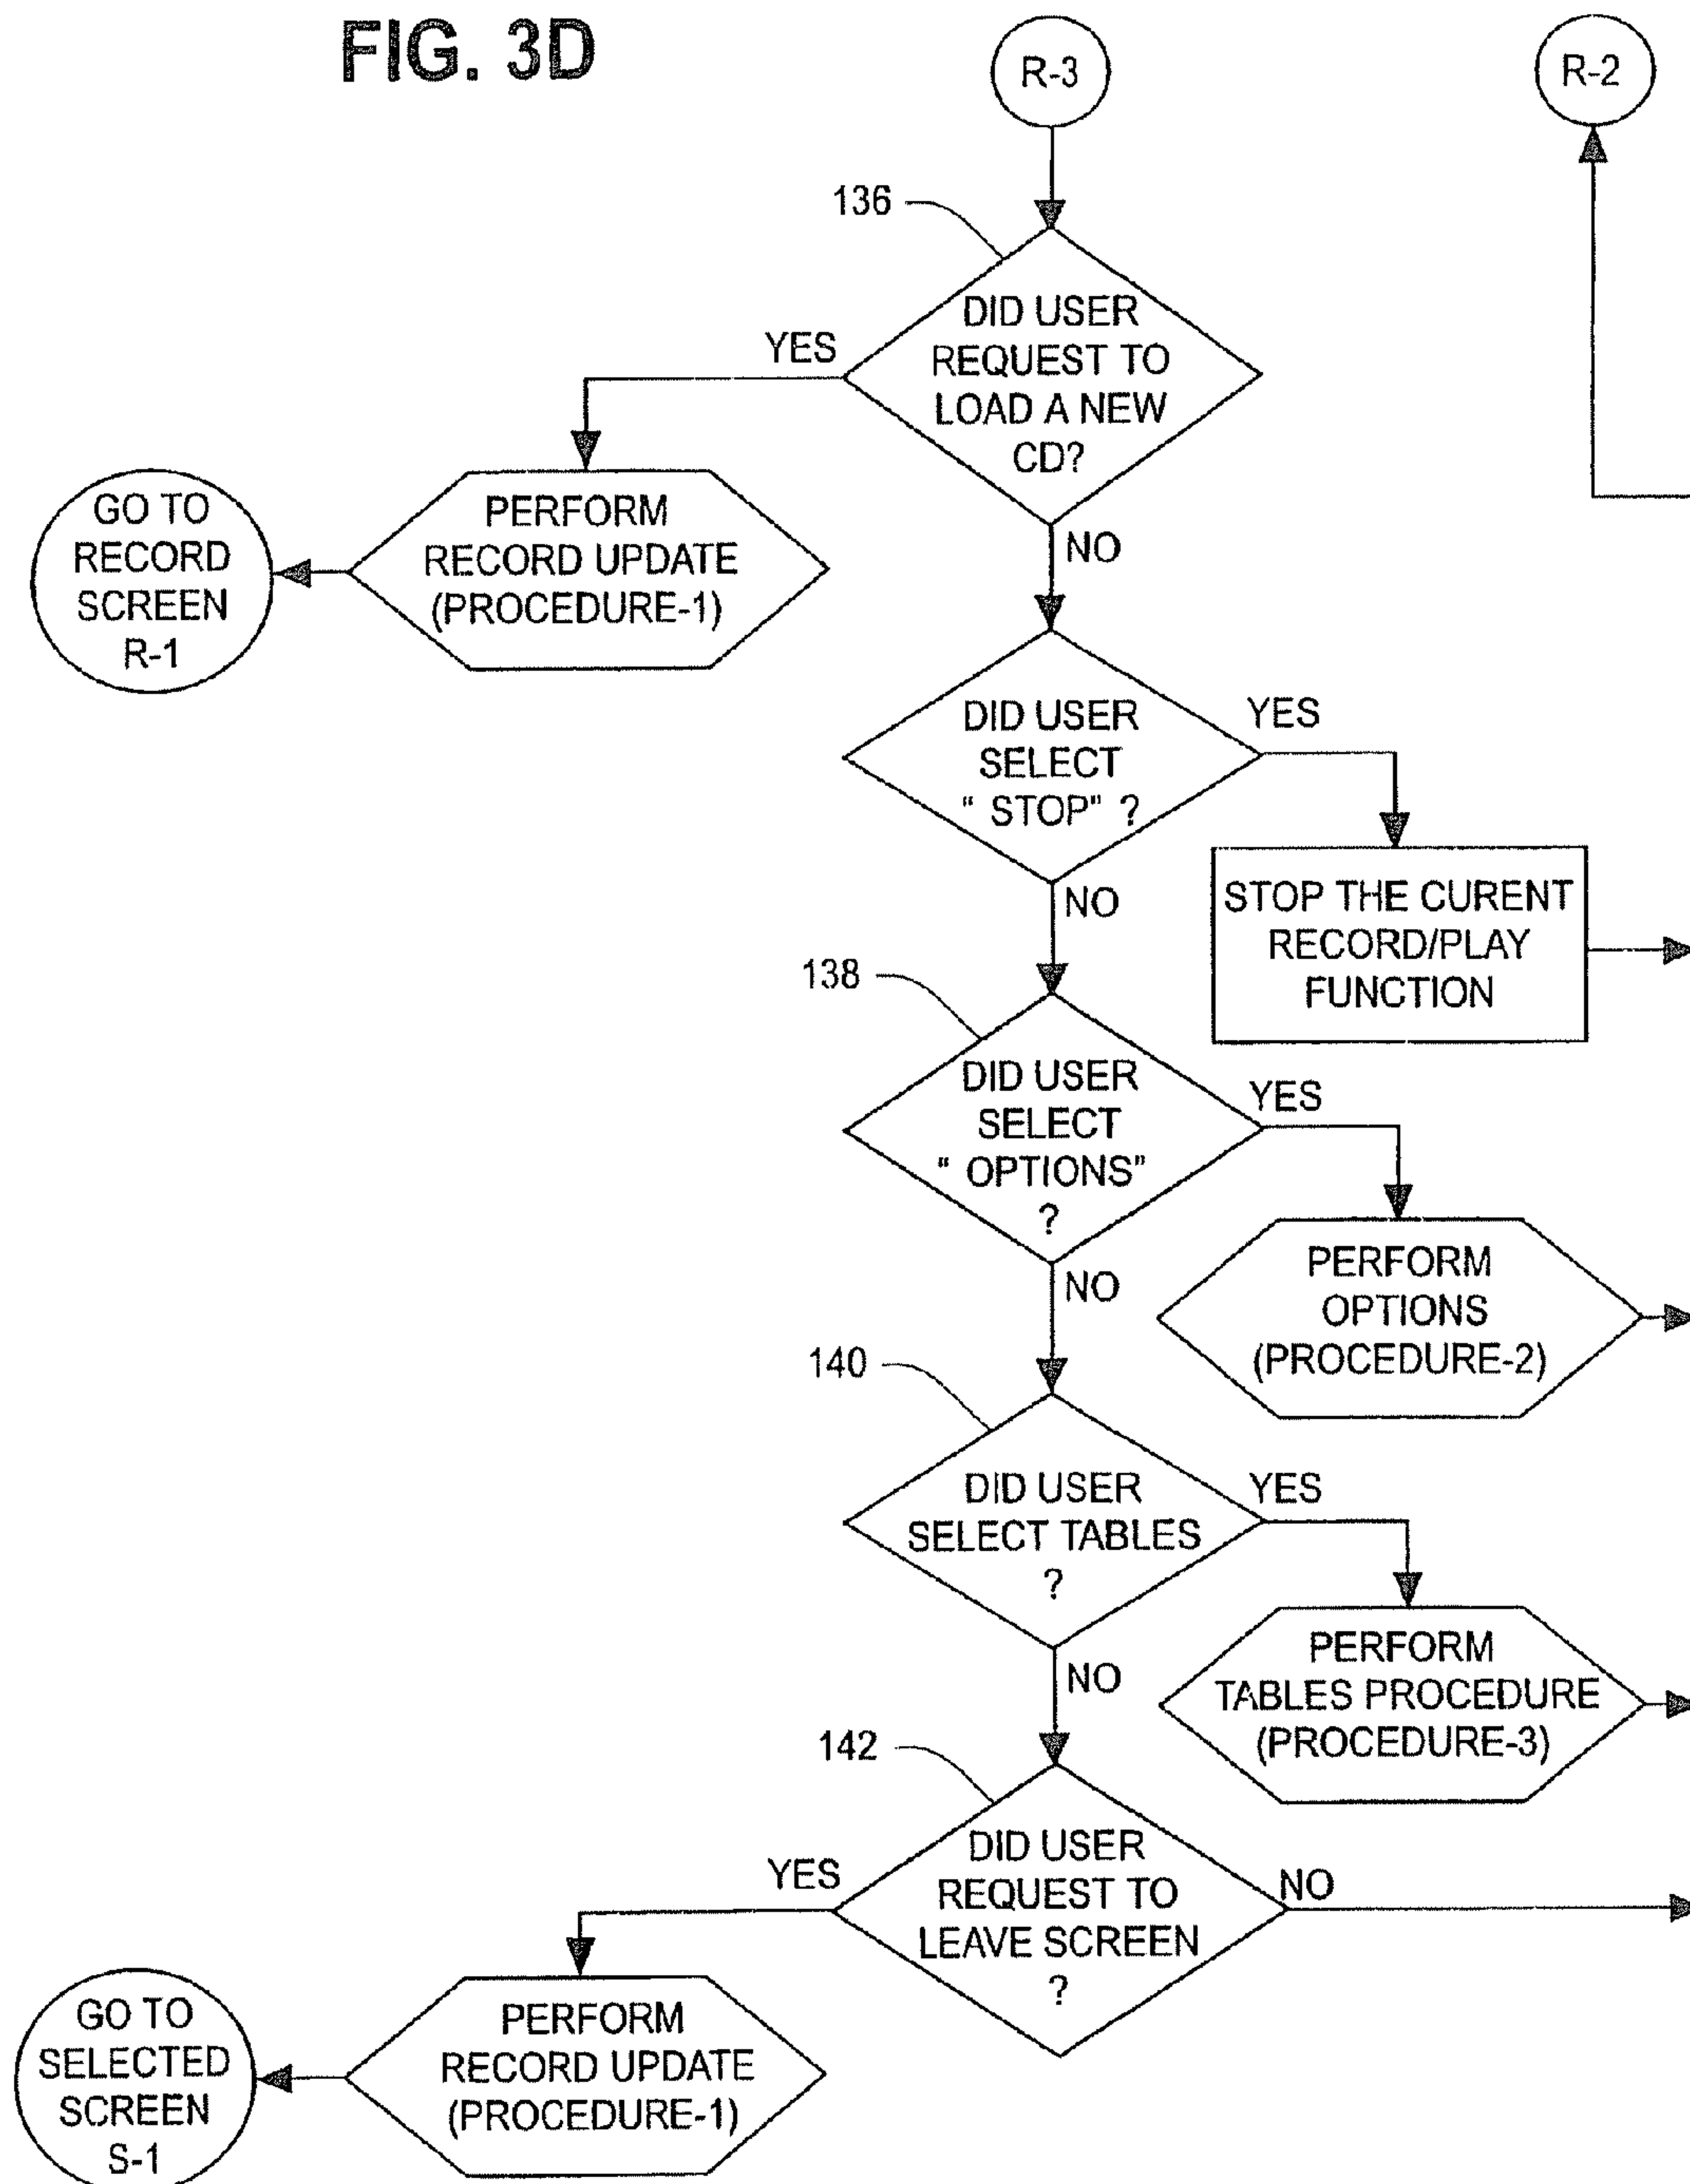 FIG. 3D
R-3
R-2
136
DID USER
REQUEST TO
LOAD A NEW
CD?
YES
NO
PERFORM
RECORD UPDATE
(PROCEDURE-1)
GO TO
RECORD
SCREEN
R-1
DID USER
SELECT
“ STOP” ?
YES
NO
STOP THE CURENT
RECORD/PLAY
FUNCTION
138
DID USER
SELECT
“ OPTIONS”
?
YES
NO
PERFORM
OPTIONS
(PROCEDURE-2)
140
DID USER
SELECT TABLES
?
YES
NO
PERFORM
TABLES PROCEDURE
(PROCEDURE-3)
142
DID USER
REQUEST TO
LEAVE SCREEN
?
YES
NO
PERFORM
RECORD UPDATE
(PROCEDURE-1)
GO TO
SELECTED
SCREEN
S-1